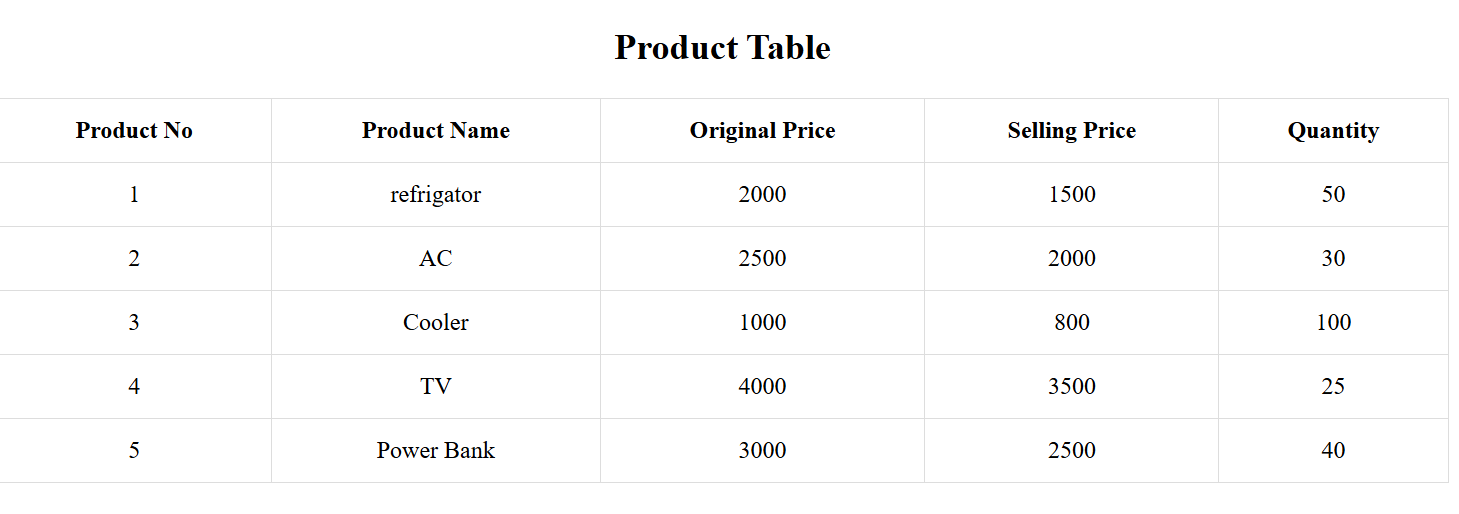 Product Table
Product No Product Name Original Price Selling Price Quantity
1 refrigator 2000 1500 50
2 AC 2500 2000 30
3 Cooler 1000 800 100
4 TV 4000 3500 25
5 Power Bank 3000 2500 40